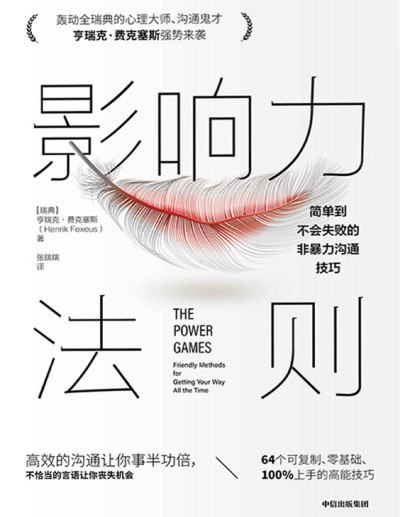 轰动全瑞典的心理大师、沟通鬼才
亨瑞克·费克塞斯强势来袭
影响力
[瑞典]
亨瑞克·费克塞斯
（Henrik Fexeus）
著
张瑞瑞
译
简单到
不会失败的
非暴力沟通
技巧
THE
POWER
GAMES
Friendly Methods
for
Getting Your Way
All the Time
法则
高效的沟通让你事半功倍，
不恰当的言语让你丧失机会
64个可复制、零基础、
100%上手的高能技巧
中信出版集团